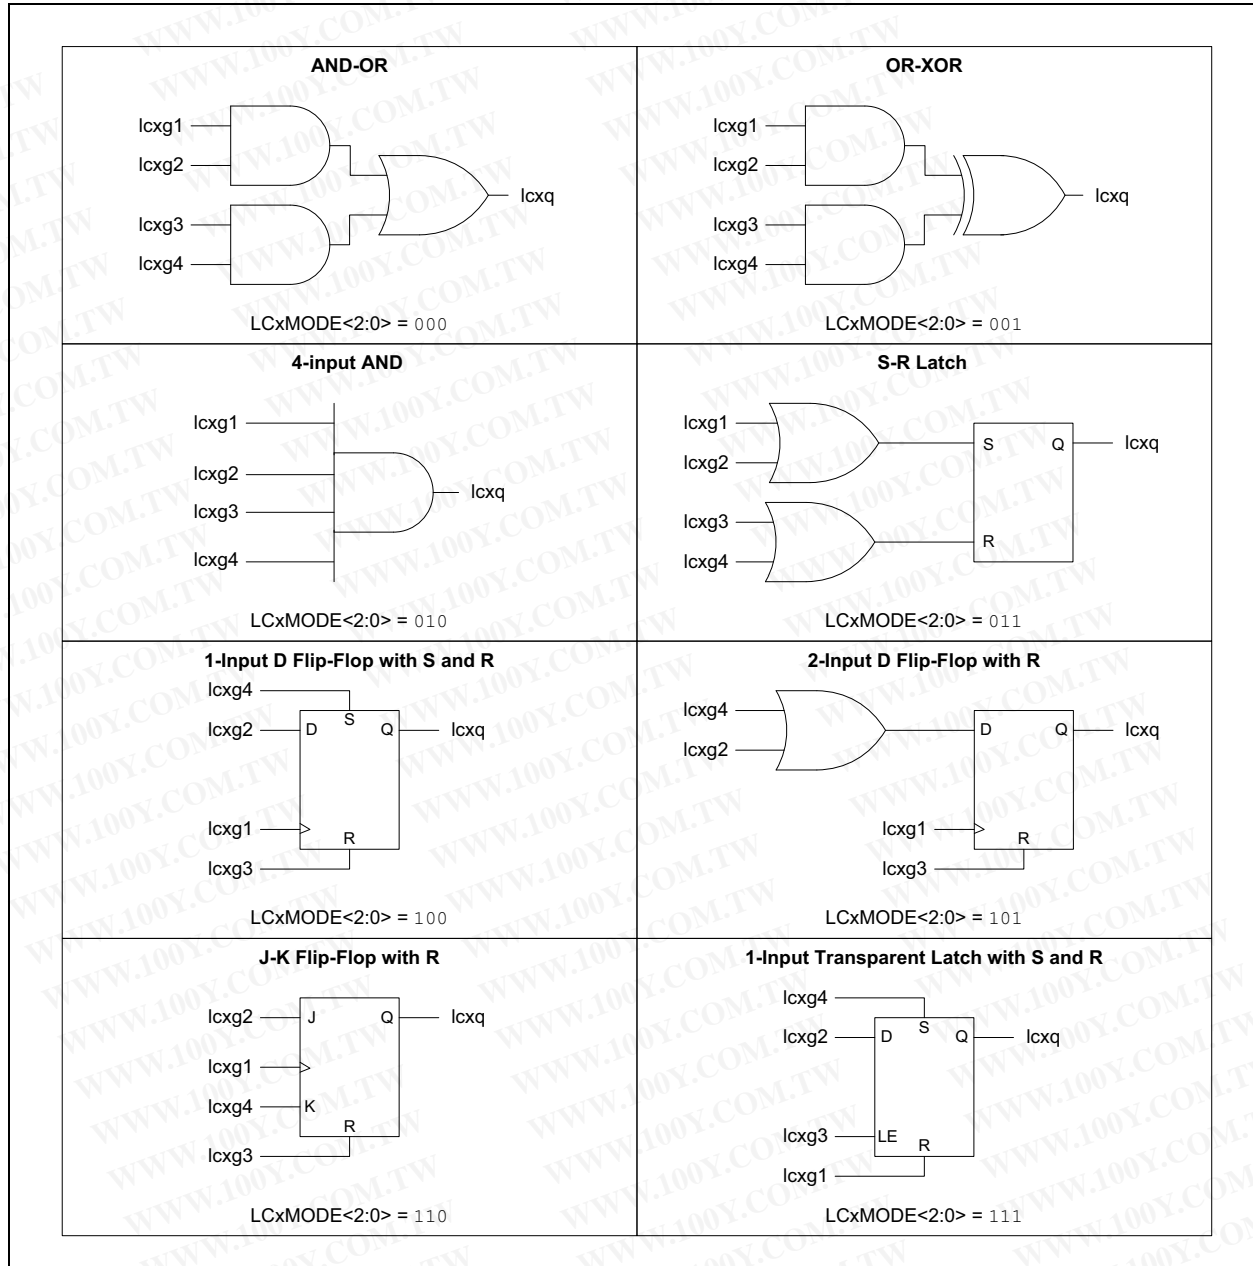 AND-OR
lcxg1
lcxg2
lcxg3
lcxg4
lcxq
LCxMODE<2:0> = 000
OR-XOR
lcxg1
lcxg2
lcxg3
lcxg4
lcxq
LCxMODE<2:0> = 001
4-input AND
lcxg1
lcxg2
lcxg3
lcxg4
lcxq
LCxMODE<2:0> = 010
S-R Latch
lcxg1
lcxg2
lcxg3
lcxg4
S
Q
R
lcxq
LCxMODE<2:0> = 011
1-Input D Flip-Flop with S and R
lcxg4
lcxg2
D
S
Q
lcxq
lcxg1
R
lcxg3
LCxMODE<2:0> = 100
2-Input D Flip-Flop with R
lcxg4
lcxg2
D
Q
lcxq
lcxg1
R
lcxg3
LCxMODE<2:0> = 101
J-K Flip-Flop with R
lcxg2
J
Q
lcxq
lcxg1
lcxg4
K
R
lcxg3
LCxMODE<2:0> = 110
1-Input Transparent Latch with S and R
lcxg4
lcxg2
D
S
Q
lcxq
lcxg3
LE
R
lcxg1
LCxMODE<2:0> = 111
WWW.100Y.COM.TW